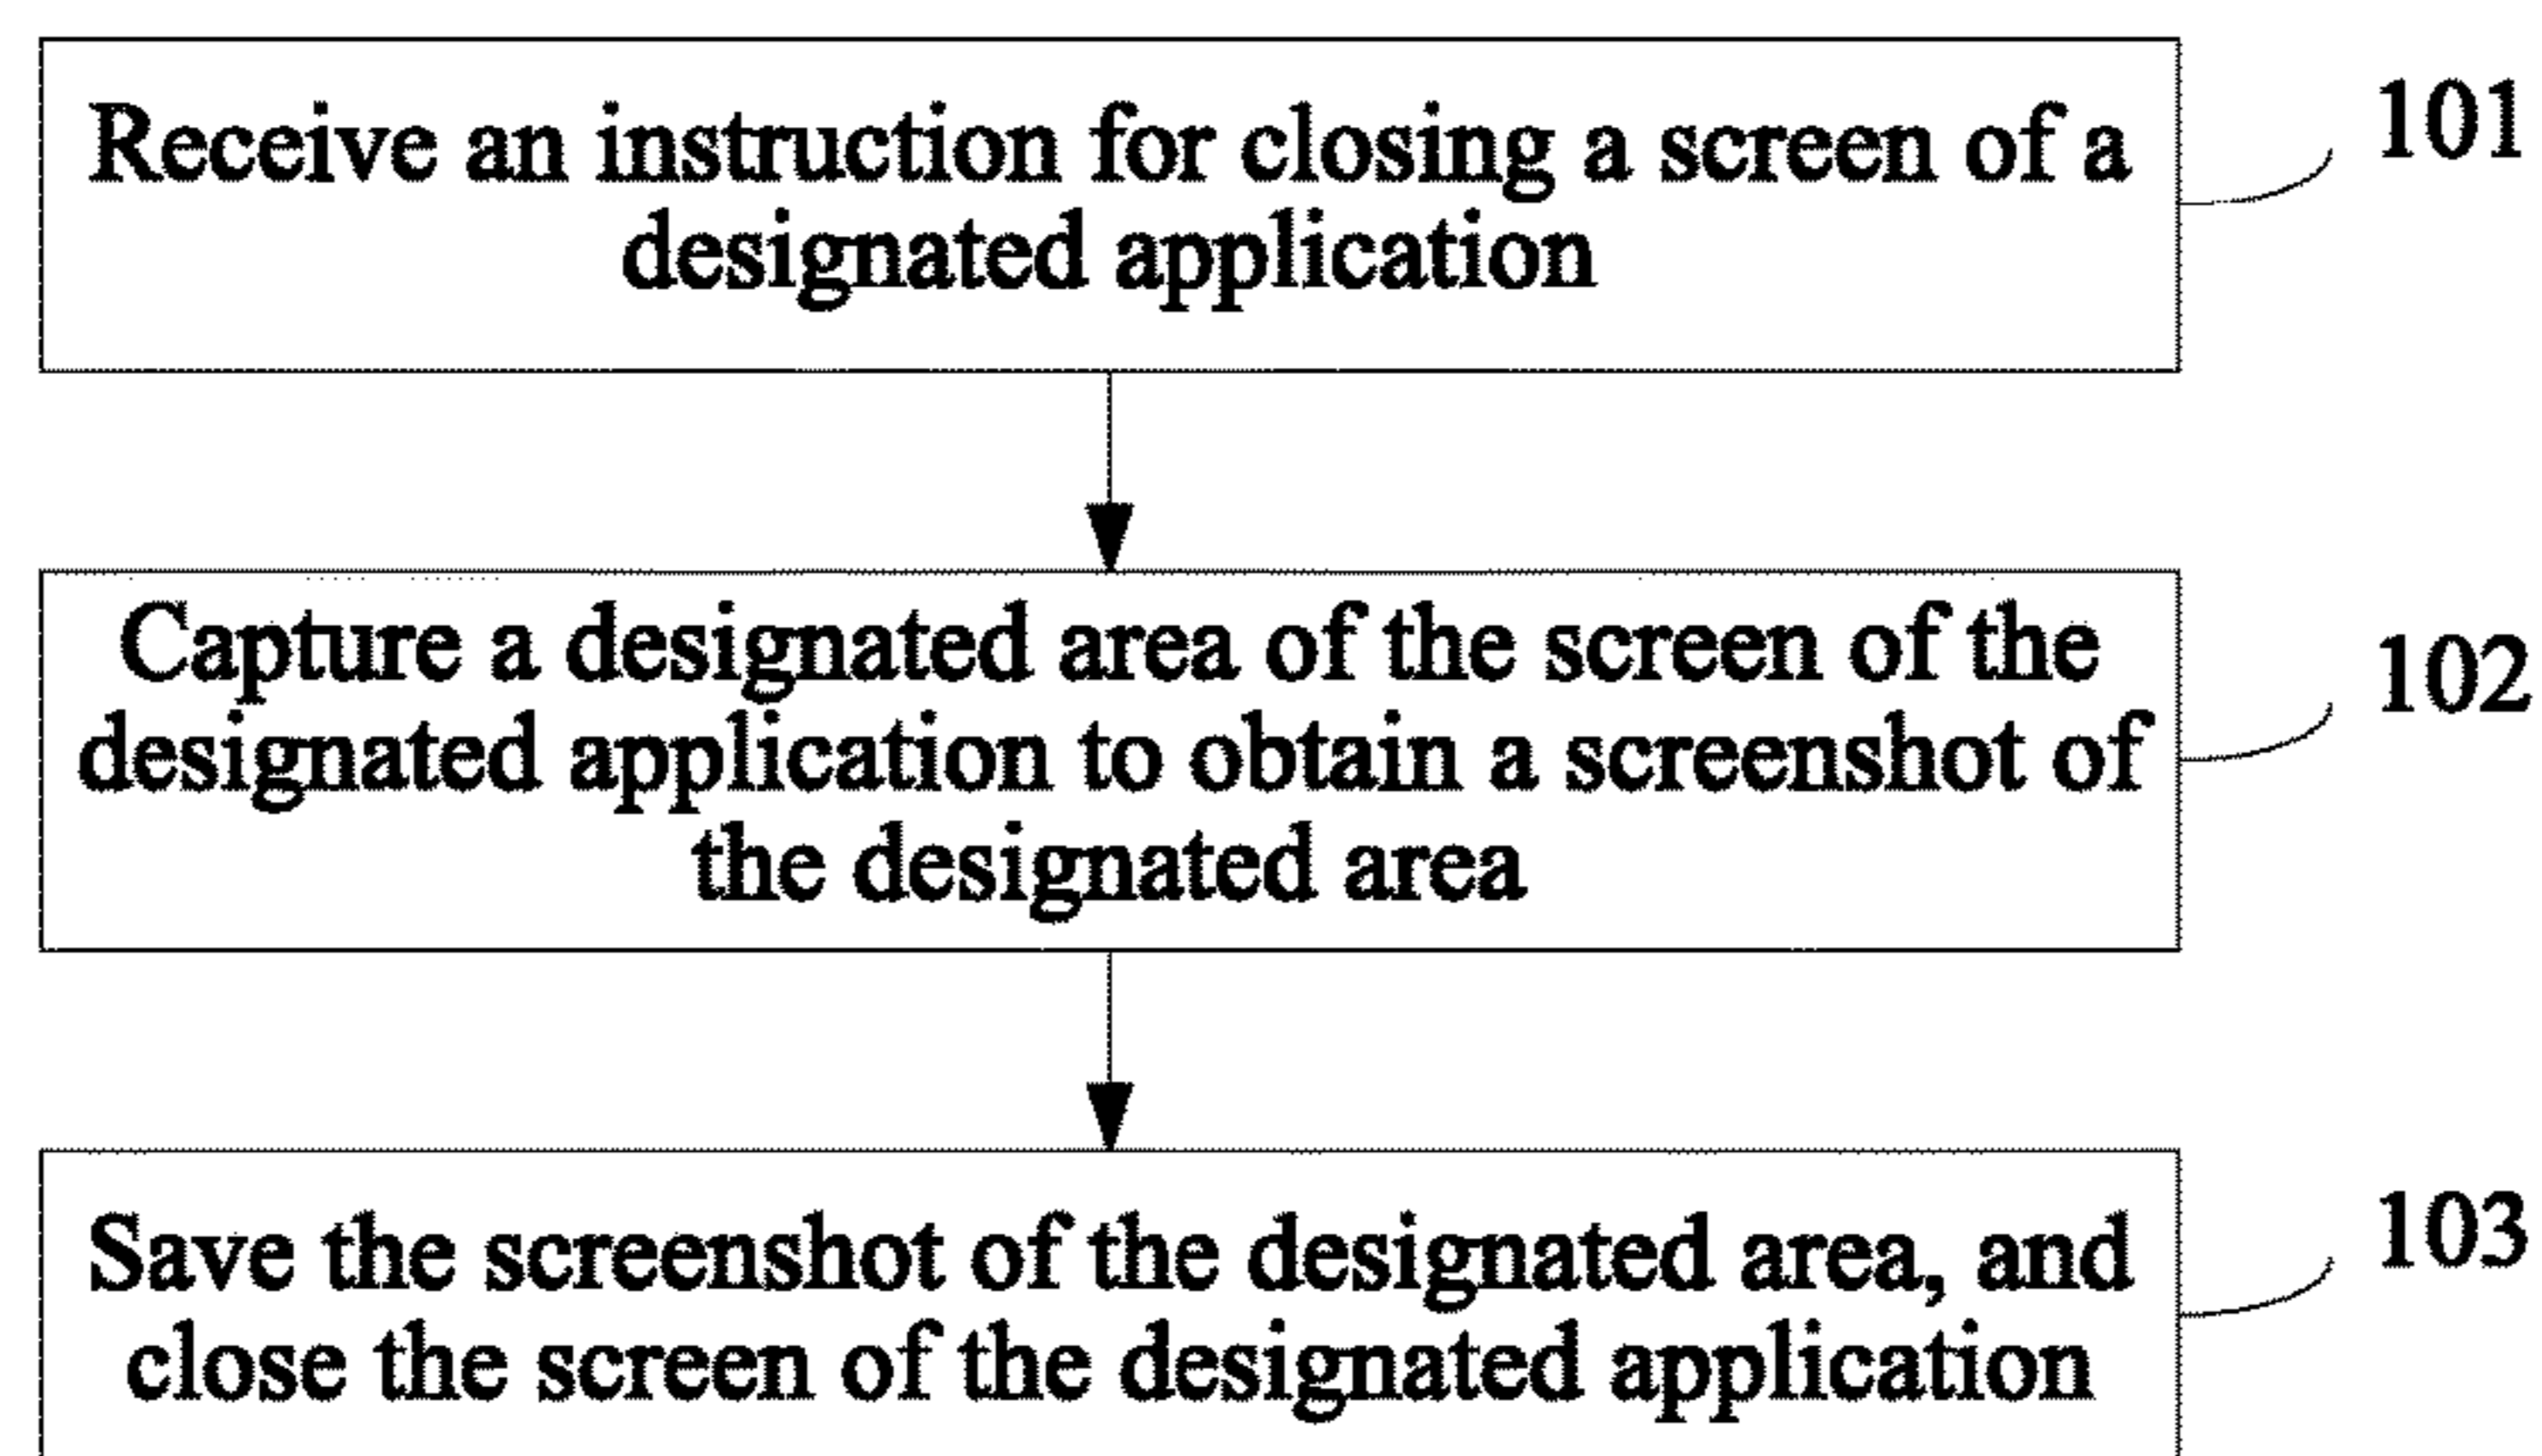 Receive an instruction for closing a screen of a
designated application
101
Capture a designated area of the screen of the
designated application to obtain a screenshot of
the designated area
102
Save the screenshot of the designated area, and
close the screen of the designated application
103